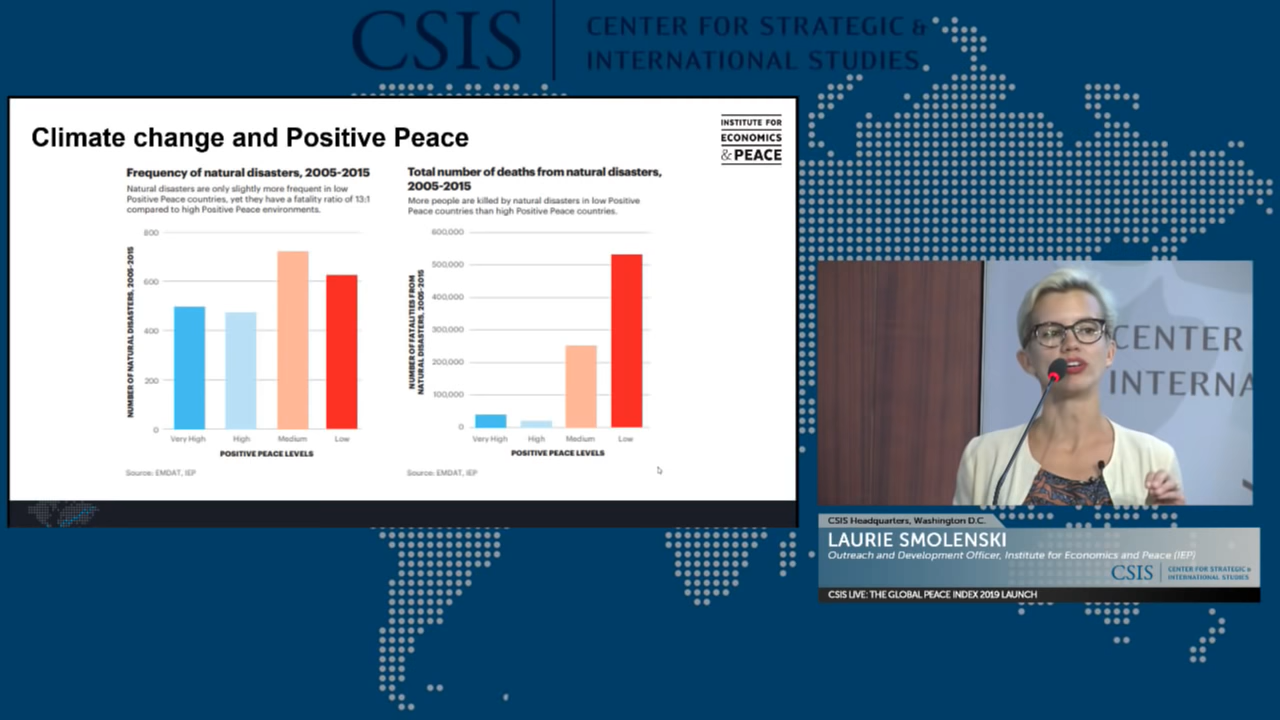 CSIS
CENTER FOR STRATEGIC &
INTERNATIONAL STUDIES
Climate change and Positive Peace
INSTITUTE FOR
ECONOMICS
& PEACE
Frequency of natural disasters, 2005-2015
Natural disasters are only slightly more frequent in low
Positive Peace countries, yet they have a fatality ratio of 13:1
compared to high Positive Peace environments.
NUMBER OF NATURAL DISASTERS, 2005-2015
800
600
400
200
0
Very High High Medium Low
POSITIVE PEACE LEVELS
Source: EMDAT, IEP
Total number of deaths from natural disasters,
2005-2015
More people are killed by natural disasters in low Positive
Peace countries than high Positive Peace countries.
NUMBER OF FATALITIES FROM
NATURAL DISASTERS, 2005-2015
600,000
500,000
400,000
300,000
200,000
100,000
0
Very High High Medium Low
POSITIVE PEACE LEVELS
Source: EMDAT, IEP
CENTER
INTERNA
CSIS Headquarters, Washington D.C.
LAURIE SMOLENSKI
Outreach and Development Officer, Institute for Economics and Peace (IEP)
CSIS
CENTER FOR STRATEGIC &
INTERNATIONAL STUDIES
CSIS LIVE: THE GLOBAL PEACE INDEX 2019 LAUNCH